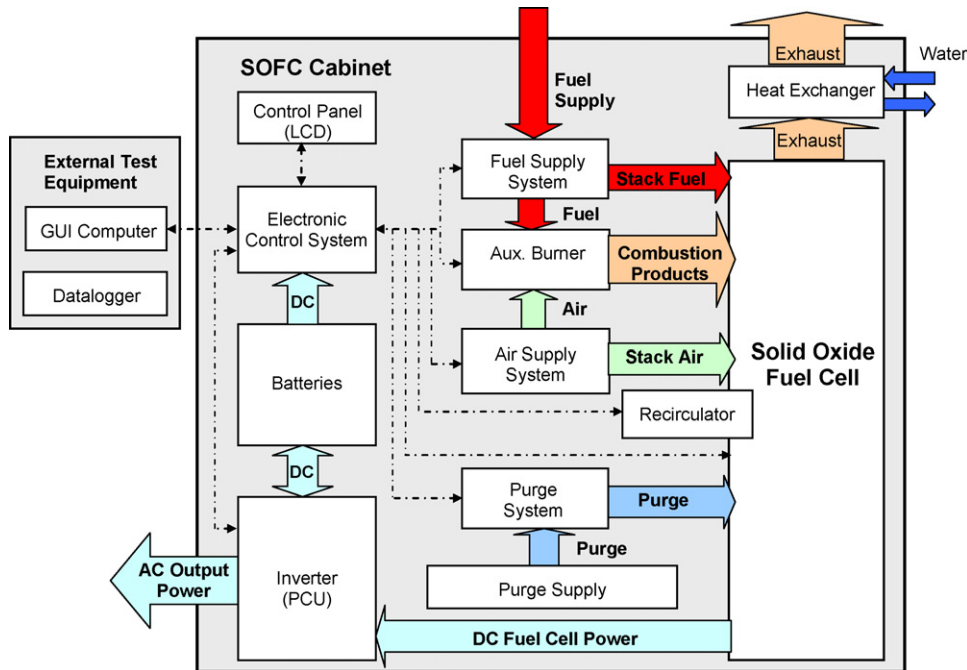 Exhaust
Water
SOFC Cabinet
Fuel
Supply
Heat Exchanger
Control Panel
(LCD)
Exhaust
External Test
Equipment
Fuel Supply
System
Stack Fuel
GUI Computer
Electronic
Control System
Fuel
Aux. Burner
Combustion
Products
Datalogger
DC
Air
Batteries
Air Supply
System
Stack Air
Solid Oxide
Fuel Cell
Recirculator
DC
Purge
System
Purge
Purge
AC Output
Power
Inverter
(PCU)
Purge Supply
DC Fuel Cell Power